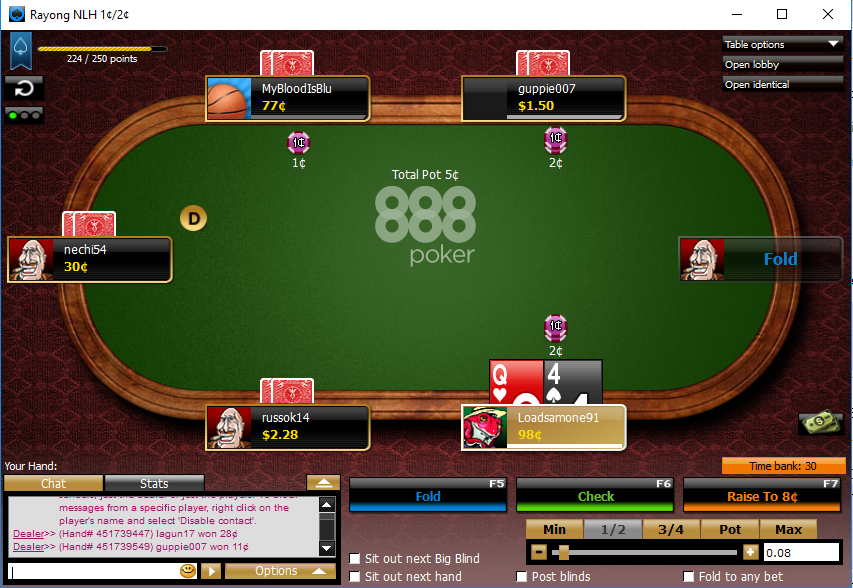 Rayong NLH 1¢/2¢
224 / 250 points
Table options
Open lobby
Open identical
MyBloodIsBlu
77¢
guppie007
$1.50
1¢
1¢
1¢
2¢
Total Pot 5¢
888
888
poker
D
nechi54
30¢
Fold
1¢
2¢
Q
4
4
russok14
$2.28
Loadsamone91
98¢
Your Hand:
Time bank: 30
Chat
Stats
F5
Fold
F6
Check
F7
Raise To 8¢
messages from a specific player, right click on the
player's name and select 'Disable contact'.
Dealer>> (Hand# 451739447) lagun17 won 28¢
Dealer>> (Hand# 451739549) guppie007 won 11¢
Min
1/2
3/4
Pot
Max
0.08
Options
Sit out next Big Blind
Sit out next hand
Post blinds
Fold to any bet